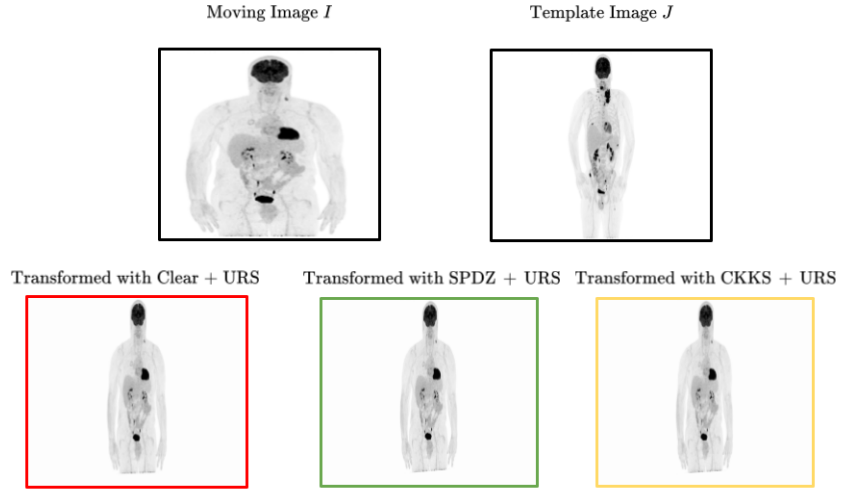 Moving Image I
Template Image J
Transformed with Clear + URS
Transformed with SPDZ + URS
Transformed with CKKS + URS